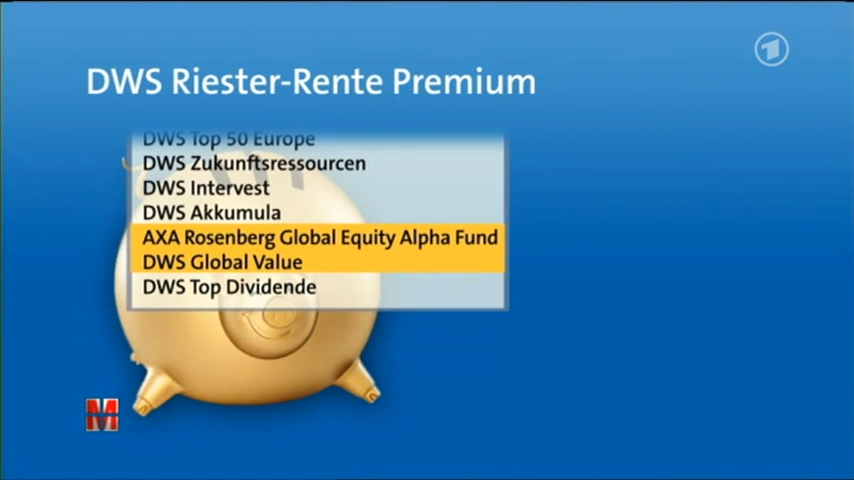 DWS Riester-Rente Premium
DWS Top 50 Europe
DWS Zukunftsressourcen
DWS Intervest
DWS Akkumula
AXA Rosenberg Global Equity Alpha Fund
DWS Global Value
DWS Top Dividende
1
M